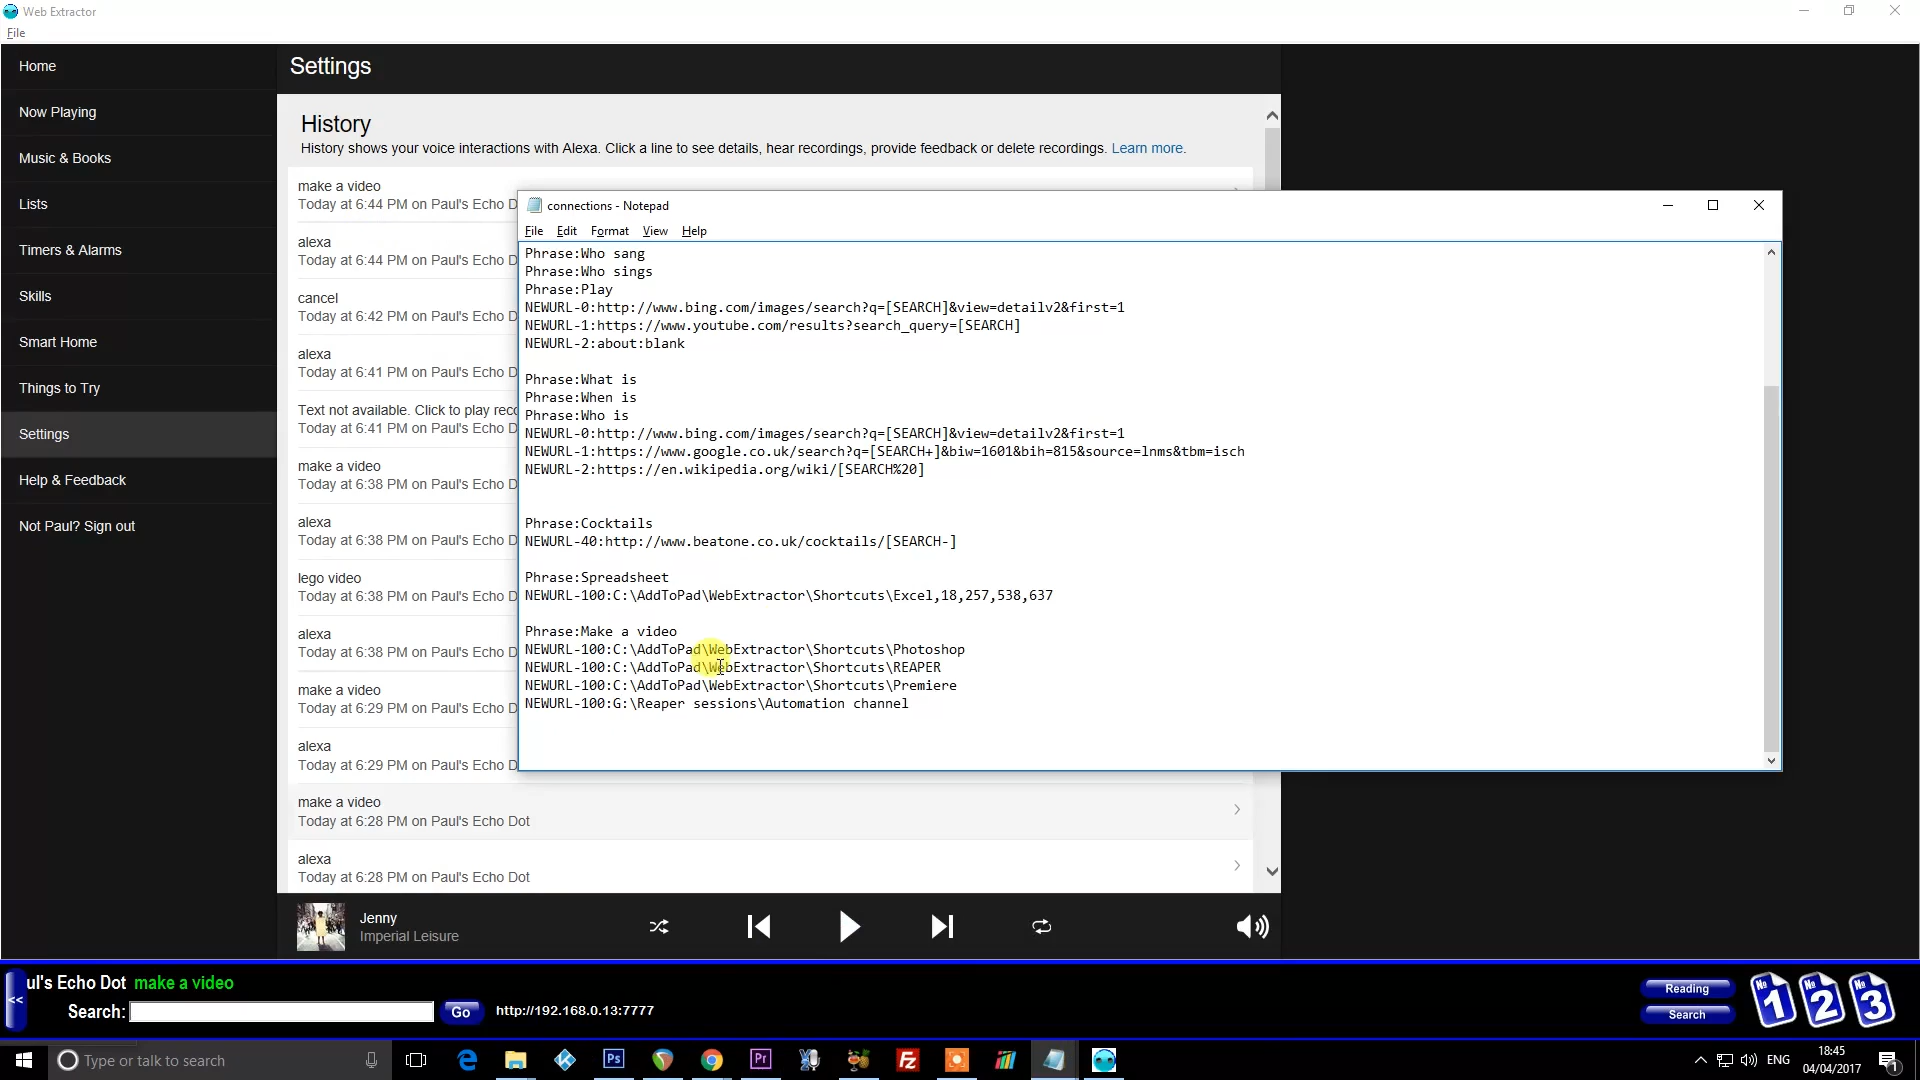 Web Extractor
File
Home
Now Playing
Music & Books
Lists
Timers & Alarms
Skills
Smart Home
Things to Try
Settings
Help & Feedback
Not Paul? Sign out
Settings
History
History shows your voice interactions with Alexa. Click a line to see details, hear recordings, provide feedback or delete recordings. Learn more.
make a video
Today at 6:44 PM on Paul's Echo D
alexa
Today at 6:44 PM on Paul's Echo D
cancel
Today at 6:42 PM on Paul's Echo D
alexa
Today at 6:41 PM on Paul's Echo D
Text not available. Click to play reco
Today at 6:41 PM on Paul's Echo D
make a video
Today at 6:38 PM on Paul's Echo D
alexa
Today at 6:38 PM on Paul's Echo D
lego video
Today at 6:38 PM on Paul's Echo D
alexa
Today at 6:38 PM on Paul's Echo D
make a video
Today at 6:29 PM on Paul's Echo D
alexa
Today at 6:29 PM on Paul's Echo D
make a video
Today at 6:28 PM on Paul's Echo Dot
alexa
Today at 6:28 PM on Paul's Echo Dot
connections - Notepad
File Edit Format View Help
Phrase:Who sang
Phrase:Who sings
Phrase:Play
NEWURL-0:http://www.bing.com/images/search?q=[SEARCH]&view=detailv2&first=1
NEWURL-1:https://www.youtube.com/results?search_query=[SEARCH]
NEWURL-2:about:blank
Phrase:What is
Phrase:When is
Phrase:Who is
NEWURL-0:http://www.bing.com/images/search?q=[SEARCH]&view=detailv2&first=1
NEWURL-1:https://www.google.co.uk/search?q=[SEARCH+]&biw=1601&bih=815&source=lnms&tbm=isch
NEWURL-2:https://en.wikipedia.org/wiki/[SEARCH%20]
Phrase:Cocktails
NEWURL-40:http://www.beatone.co.uk/cocktails/[SEARCH-]
Phrase:Spreadsheet
NEWURL-100:C:\AddToPad\WebExtractor\Shortcuts\Excel,18,257,538,637
Phrase:Make a video
NEWURL-100:C:\AddToPad\WebExtractor\Shortcuts\Photoshop
NEWURL-100:C:\AddToPad\WebExtractor\Shortcuts\REAPER
NEWURL-100:C:\AddToPad\WebExtractor\Shortcuts\Premiere
NEWURL-100:G:\Reaper sessions\Automation channel
Jenny
Imperial Leisure
<<
ul's Echo Dot make a video
Search: Go http://192.168.0.13:7777
Reading
Search
№ 1 № 2 № 3
Type or talk to search
Ps
Pr
Fz
ENG
18:45
04/04/2017
1